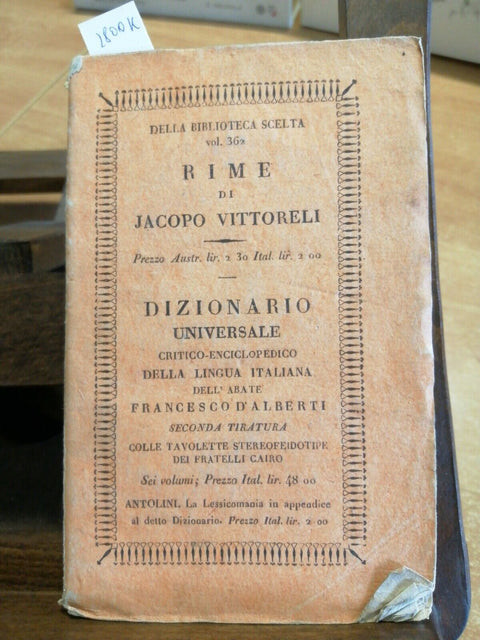 2800K
DELLA BIBLIOTECA SCELTA
vol. 362
RIME
DI
JACOPO VITTORELI
Prezzo Austr. lir. 2 30 Ital. lir. 2 00
DIZIONARIO
UNIVERSALE
CRITICO-ENCICLOPEDICO
DELLA LINGUA ITALIANA
DELL' ABATE
FRANCESCO D'ALBERTI
SECONDA TIRATURA
COLLE TAVOLETTE STEREOFEIDOTIPE
DEI FRATELLI CAIRO
Sei volumi; Prezzo Ital. lir. 48 00
ANTOLINI. La Lessicomania in appendice
al detto Dizionario. Prezzo Ital. lir. 2 00